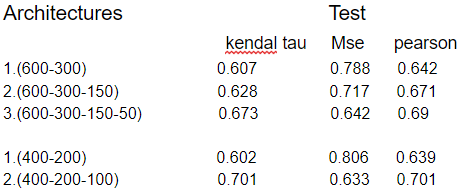 Architectures Test
kendal tau Mse pearson
1.(600-300) 0.607 0.788 0.642
2.(600-300-150) 0.628 0.717 0.671
3.(600-300-150-50) 0.673 0.642 0.69
1.(400-200) 0.602 0.806 0.639
2.(400-200-100) 0.701 0.633 0.701